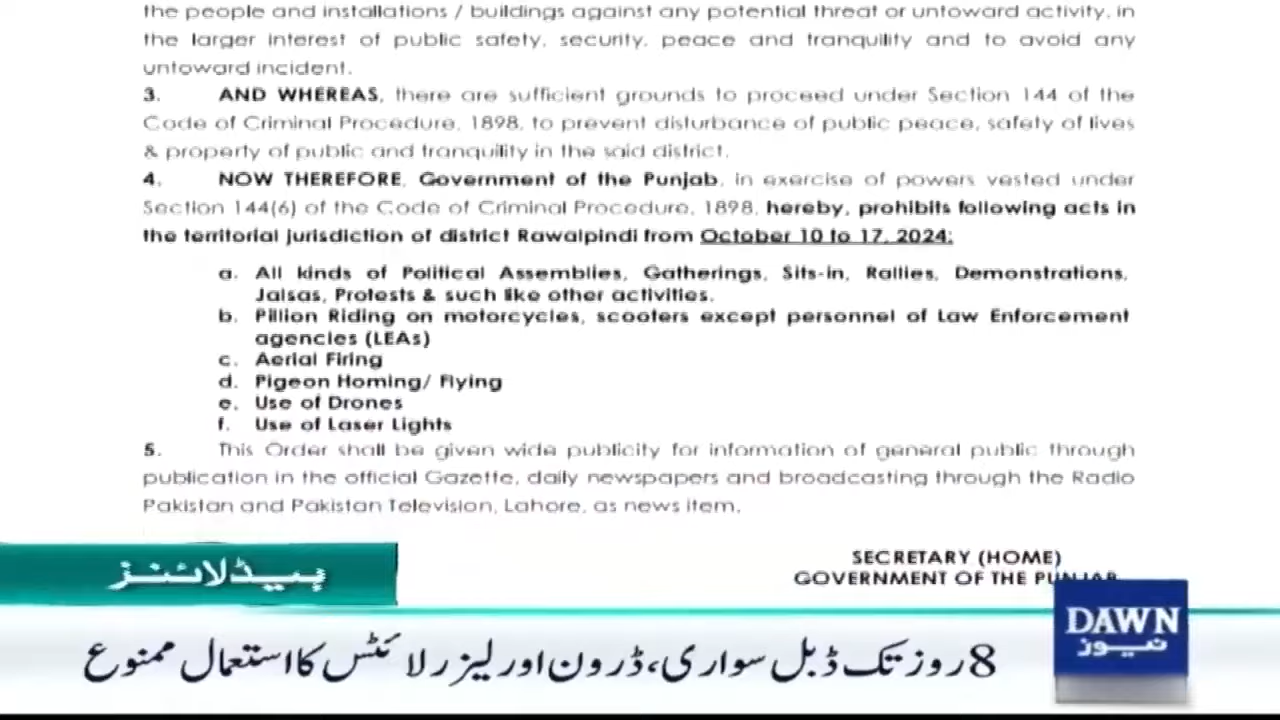 the people and installations / buildings against any potential threat or untoward activity, in
the larger interest of public safety, security, peace and tranquility and to avoid any
untoward incident.
3. AND WHEREAS, there are sufficient grounds to proceed under Section 144 of the
Code of Criminal Procedure, 1898, to prevent disturbance of public peace, safety of lives
& property of public and tranquility in the said district.
4. NOW THEREFORE, Government of the Punjab, in exercise of powers vested under
Section 144(6) of the Code of Criminal Procedure, 1898, hereby, prohibits following acts in
the territorial jurisdiction of district Rawalpindi from October 10 to 17, 2024:
a. All kinds of Political Assemblies, Gatherings, Sits-in, Rallies, Demonstrations,
Jalsas, Protests & such like other activities.
b. Pillion Riding on motorcycles, scooters except personnel of Law Enforcement
agencies (LEAs)
c. Aerial Firing
d. Pigeon Homing/ Flying
e. Use of Drones
f. Use of Laser Lights
5. This Order shall be given wide publicity for information of general public through
publication in the official Gazette, daily newspapers and broadcasting through the Radio
Pakistan and Pakistan Television, Lahore, as news item.
SECRETARY (HOME)
GOVERNMENT OF THE PUNJAB
ہیڈلائنز
8 روز تک ڈبل سواری، ڈرون اور لیزر لائٹس کا استعمال ممنوع
DAWN
نیوز